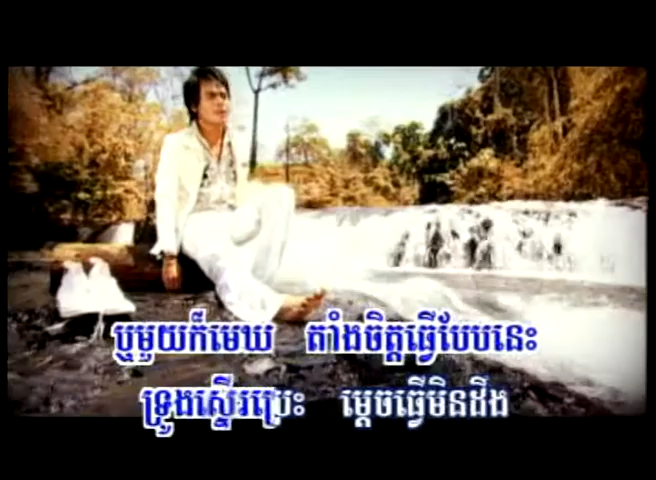 ឬមួយក៏មេឃ តាំងចិត្តធ្វើបែបនេះ
ទ្រូងស្ទើរប្រេះ ម្ដេចធ្វើមិនដឹង